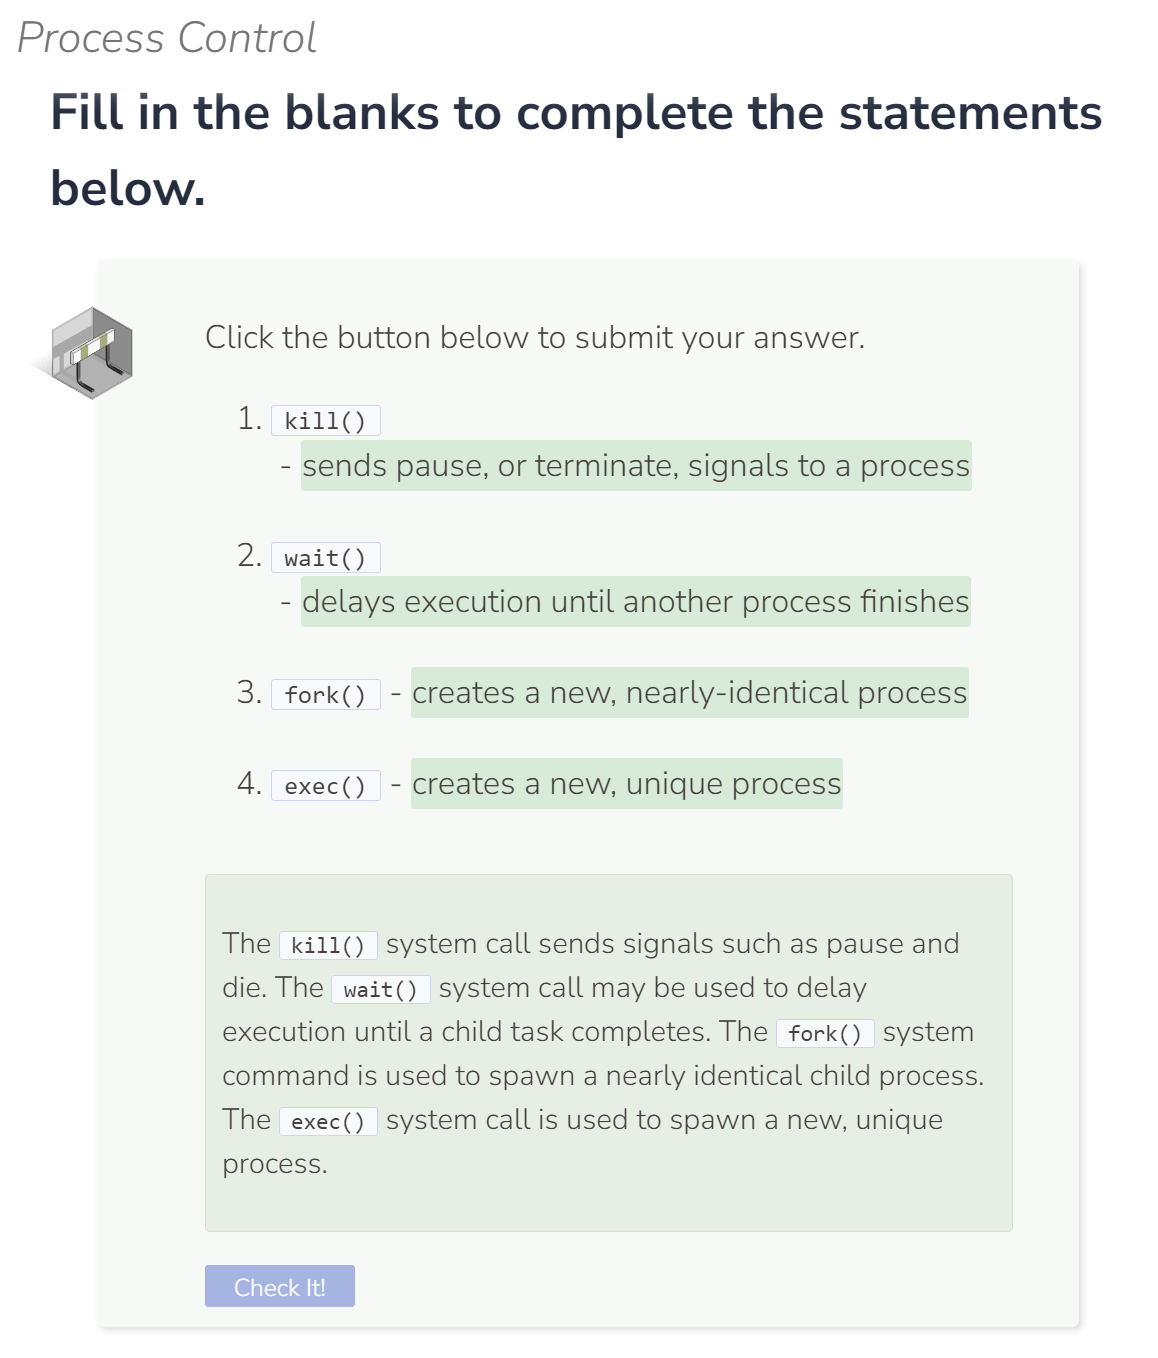 Process Control
Fill in the blanks to complete the statements
below.
Click the button below to submit your answer.
1. kill()
- sends pause, or terminate, signals to a process
2. wait()
- delays execution until another process finishes
3. fork() - creates a new, nearly-identical process
4. exec() - creates a new, unique process
The kill() system call sends signals such as pause and
die. The wait() system call may be used to delay
execution until a child task completes. The fork() system
command is used to spawn a nearly identical child process.
The exec() system call is used to spawn a new, unique
process.
Check It!